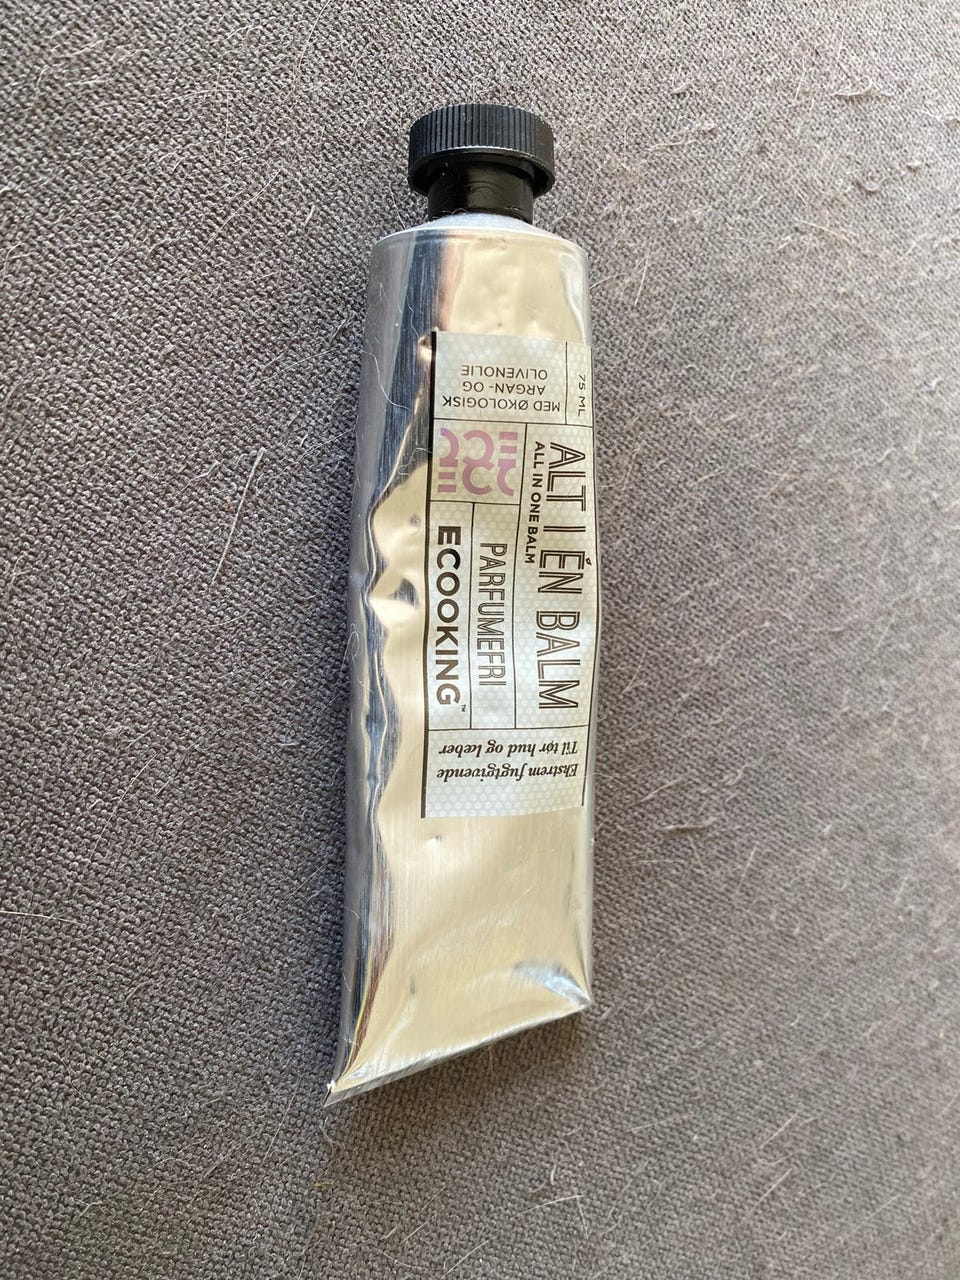 75 ML
MED ØKOLOGISK
ARGAN- OG
OLIVENOLIE
ALT I ÉN BALM
ALL IN ONE BALM
PARFUMEFRI
ECOOKING™
Ekstrem fugtgivende
Til tør hud og læber